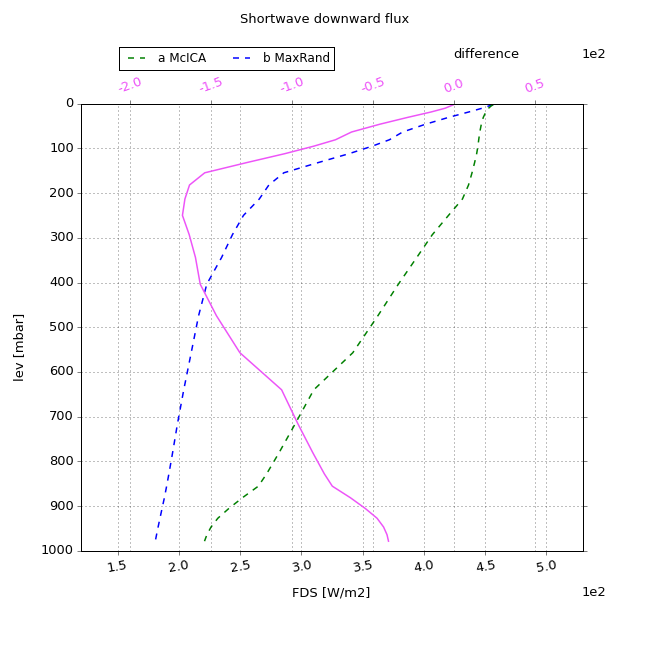 Shortwave downward flux
a McICA b MaxRand
difference 1e2
-2.0 -1.5 -1.0 -0.5 0.0 0.5
0
100
200
300
400
500
600
700
800
900
1000
lev [mbar]
1.5 2.0 2.5 3.0 3.5 4.0 4.5 5.0
FDS [W/m2] 1e2